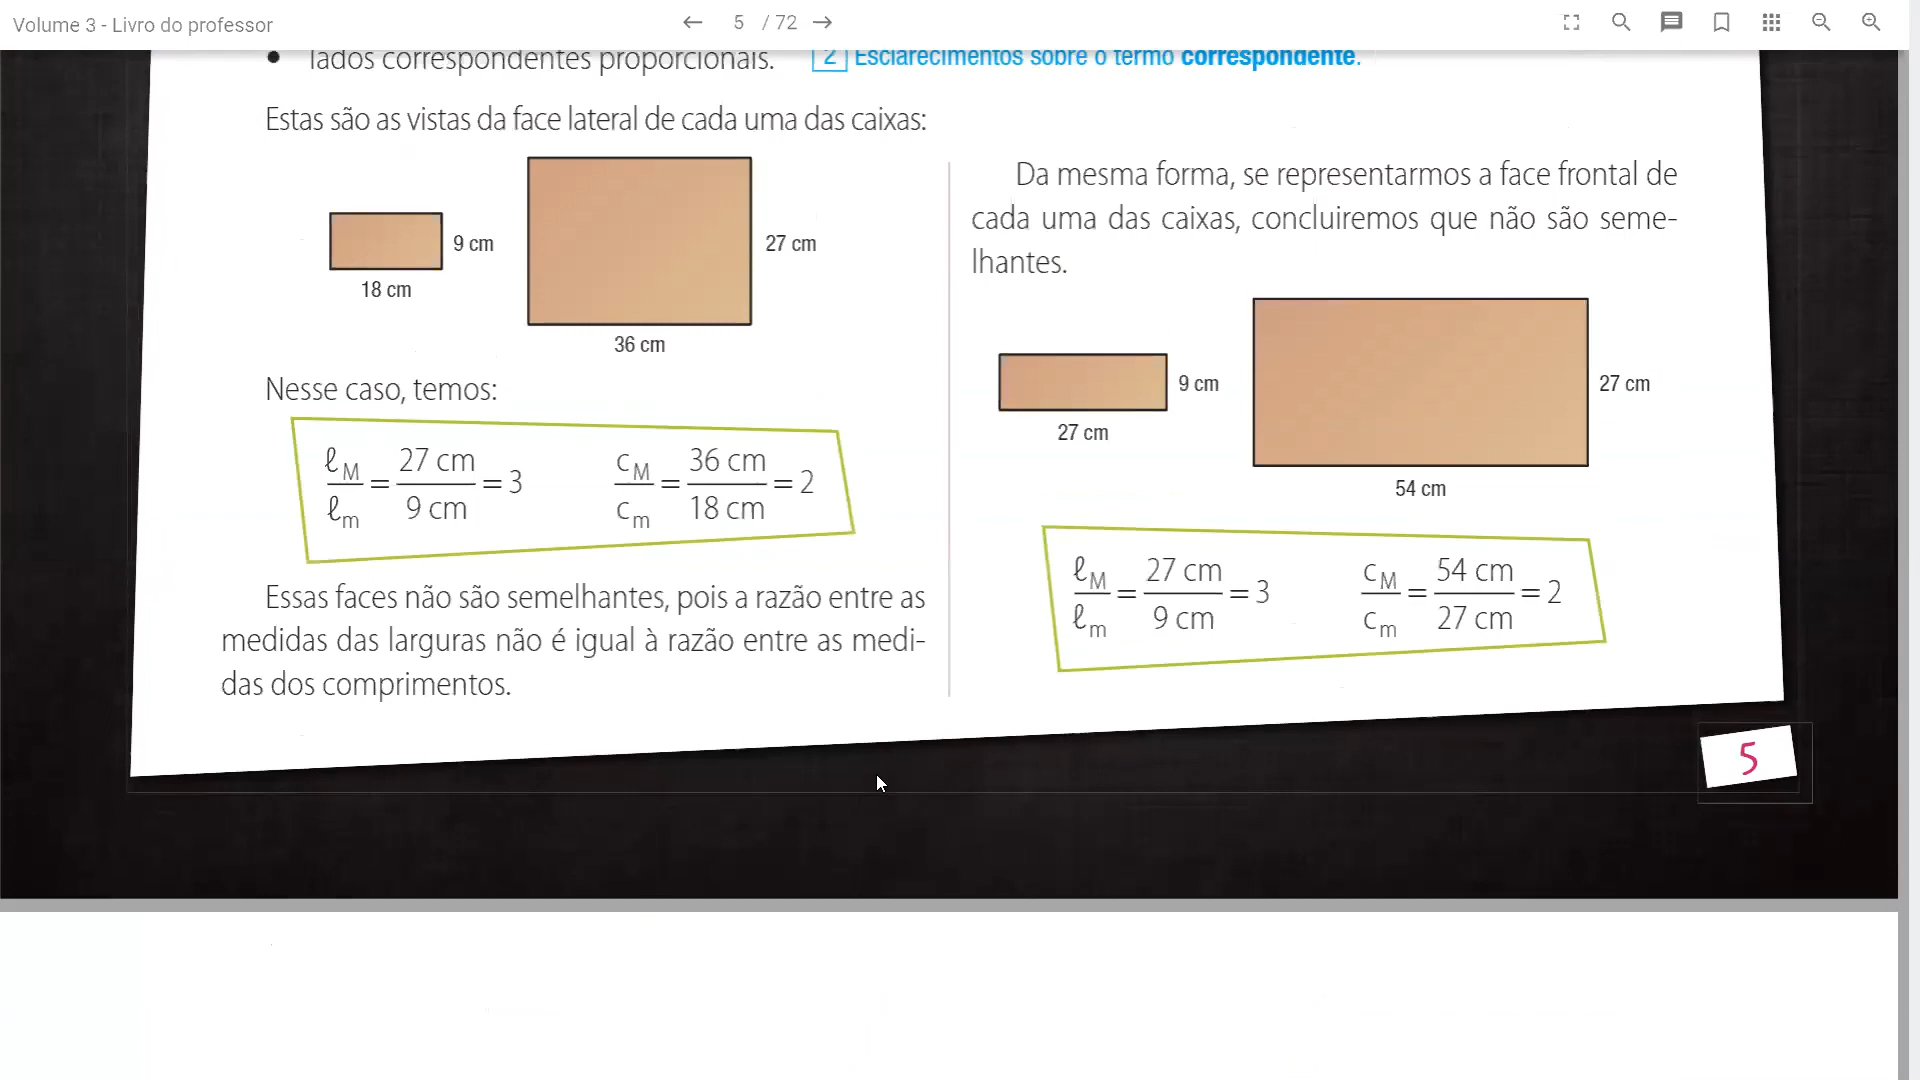 Volume 3 - Livro do professor
5 / 72
• lados correspondentes proporcionais.
2 Esclarecimentos sobre o termo correspondente.
Estas são as vistas da face lateral de cada uma das caixas:
9 cm
18 cm
27 cm
36 cm
Nesse caso, temos:
ℓM/ℓm = 27 cm/9 cm = 3
cM/cm = 36 cm/18 cm = 2
Essas faces não são semelhantes, pois a razão entre as
medidas das larguras não é igual à razão entre as medi-
das dos comprimentos.
Da mesma forma, se representarmos a face frontal de
cada uma das caixas, concluiremos que não são seme-
lhantes.
9 cm
27 cm
27 cm
54 cm
ℓM/ℓm = 27 cm/9 cm = 3
cM/cm = 54 cm/27 cm = 2
5